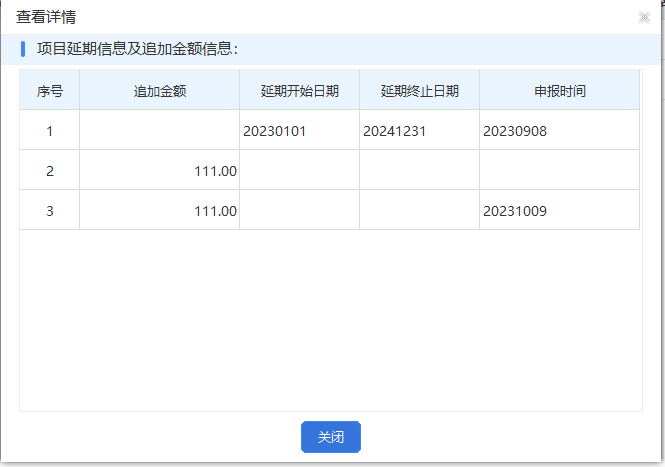 查看详情
项目延期信息及追加金额信息:
序号 追加金额 延期开始日期 延期终止日期 申报时间
1 20230101 20241231 20230908
2 111.00
3 111.00 20231009
关闭